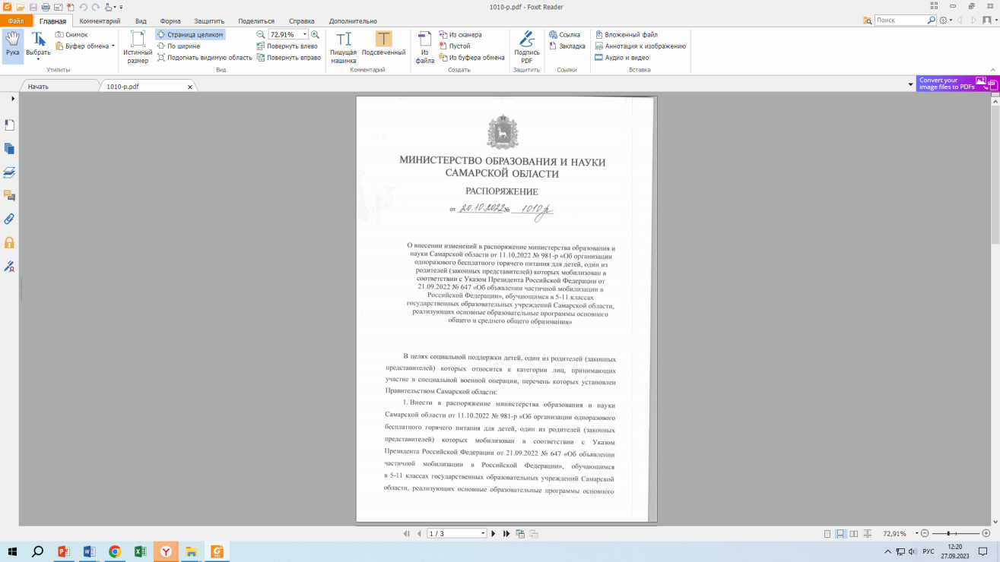 1010-р.pdf - Foxit Reader
Файл Главная Комментарий Вид Форма Защитить Поделиться Справка Дополнительно
Поиск
Рука
Выбрать
Снимок
Буфер обмена
Утилиты
Истинный размер
Страница целиком
По ширине
Подогнать видимую область
72,91%
Повернуть влево
Повернуть вправо
Вид
Пишущая машинка
Подсвеченный
Комментарий
Из файла
Из сканера
Пустой
Из буфера обмена
Создать
Подпись PDF
Защитить
Ссылка
Закладка
Ссылки
Вложенный файл
Аннотация к изображению
Аудио и видео
Вставка
Начать
1010-р.pdf
Convert your
image files to PDFs
МИНИСТЕРСТВО ОБРАЗОВАНИЯ И НАУКИ
САМАРСКОЙ ОБЛАСТИ
РАСПОРЯЖЕНИЕ
от 20.10.2022 № 1010-р
О внесении изменений в распоряжение министерства образования и
науки Самарской области от 11.10.2022 № 981-р «Об организации
одноразового бесплатного горячего питания для детей, один из
родителей (законных представителей) которых мобилизован в
соответствии с Указом Президента Российской Федерации от
21.09.2022 № 647 «Об объявлении частичной мобилизации в
Российской Федерации», обучающимся в 5-11 классах
государственных образовательных учреждений Самарской области,
реализующих основные образовательные программы основного
общего и среднего общего образования»
В целях социальной поддержки детей, один из родителей (законных
представителей) которых относится к категории лиц, принимающих
участие в специальной военной операции, перечень которых установлен
Правительством Самарской области:
1. Внести в распоряжение министерства образования и науки
Самарской области от 11.10.2022 № 981-р «Об организации одноразового
бесплатного горячего питания для детей, один из родителей (законных
представителей) которых мобилизован в соответствии с Указом
Президента Российской Федерации от 21.09.2022 № 647 «Об объявлении
частичной мобилизации в Российской Федерации», обучающимся
в 5-11 классах государственных образовательных учреждений Самарской
области, реализующих основные образовательные программы основного
1 / 3
72,91%
РУС
12:20
27.09.2023